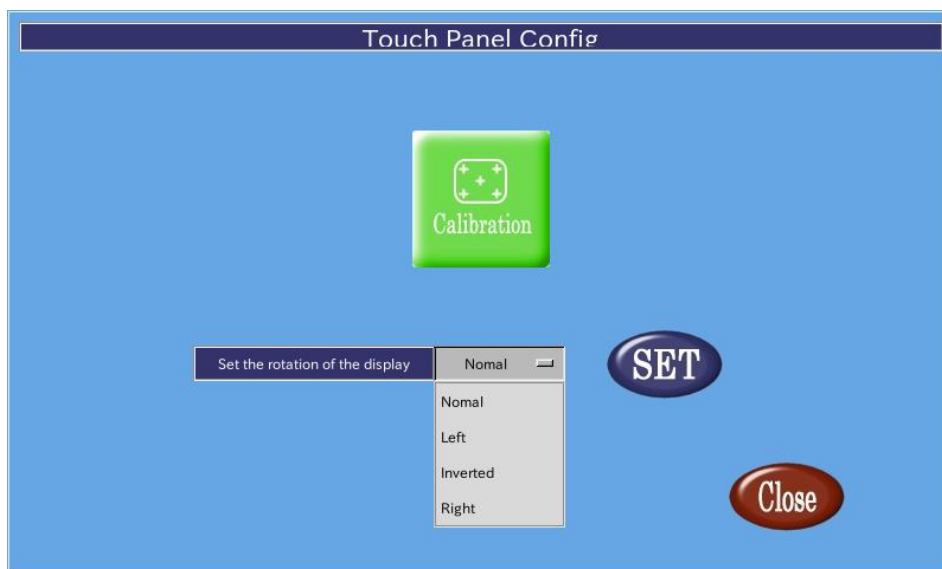 Touch Panel Config
Calibration
Set the rotation of the display
Nomal
SET
Nomal
Left
Inverted
Right
Close